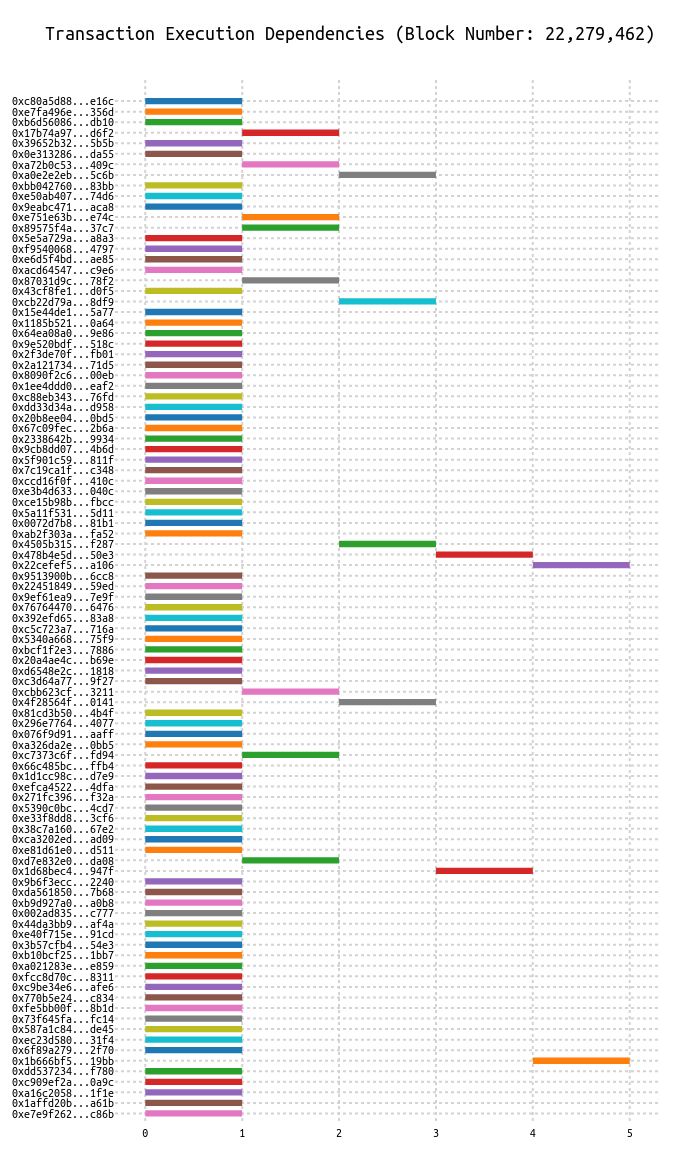 Transaction Execution Dependencies (Block Number: 22,279,462)
0xc80a5d88...e16c
0xe7fa496e...356d
0xb6d56086...db10
0x17b74a97...d6f2
0x39652b32...5b5b
0x0e313286...da55
0xa72b0c53...409c
0xa0e2e2eb...5c6b
0xbb042760...83bb
0xe50ab407...74d6
0x9eabc471...aca8
0xe751e63b...e74c
0x89575f4a...37c7
0x5e5a729a...a8a3
0xf9540068...4797
0xe6d5f4bd...ae85
0xacd64547...c9e6
0x87031d9c...78f2
0x43cf8fe1...d0f5
0xcb22d79a...8df9
0x15e44de1...5a77
0x1185b521...0a64
0x64ea08a0...9e86
0x9e520bdf...518c
0x2f3de70f...fb01
0x2a121734...71d5
0x8090f2c6...00eb
0x1ee4ddd0...eaf2
0xc88eb343...76fd
0xdd33d34a...d958
0x20b8ee04...0bd5
0x67c09fec...2b6a
0x2338642b...9934
0x9cb8dd07...4b6d
0x5f901c59...811f
0x7c19ca1f...c348
0xccd16f0f...410c
0xe3b4d633...040c
0xce15b98b...fbcc
0x5a11f531...5d11
0x0072d7b8...81b1
0xab2f303a...fa52
0x4505b315...f287
0x478b4e5d...50e3
0x22cefef5...a106
0x9513900b...6cc8
0x22451849...59ed
0x9ef61ea9...7e9f
0x76764470...6476
0x392efd65...83a8
0xc5c723a7...716a
0x5340a668...75f9
0xbcf1f2e3...7886
0x20a4ae4c...b69e
0xd6548e2c...1818
0xc3d64a77...9f27
0xcbb623cf...3211
0x4f28564f...0141
0x81cd3b50...4b4f
0x296e7764...4077
0x076f9d91...aaff
0xa326da2e...0bb5
0xc7373c6f...fd94
0x66c485bc...ffb4
0x1d1cc98c...d7e9
0xefca4522...4dfa
0x271fc396...f32a
0x5390c0bc...4cd7
0xe33f8dd8...3cf6
0x38c7a160...67e2
0xca3202ed...ad09
0xe81d61e0...d511
0xd7e832e0...da08
0x1d68bec4...947f
0x9b6f3ecc...2240
0xda561850...7b68
0xb9d927a0...a0b8
0x002ad835...c777
0x44da3bb9...af4a
0xe40f715e...91cd
0x3b57cfb4...54e3
0xb10bcf25...1bb7
0xa021283e...e859
0xfcc8d70c...8311
0xc9be34e6...afe6
0x770b5e24...c834
0xfe5bb00f...8b1d
0x73f645fa...fc14
0x587a1c84...de45
0xec23d580...31f4
0x6f89a279...2f70
0x1b666bf5...19bb
0xdd537234...f780
0xc909ef2a...0a9c
0xa16c2058...1f1e
0x1affd20b...a61b
0xe7e9f262...c86b
0 1 2 3 4 5